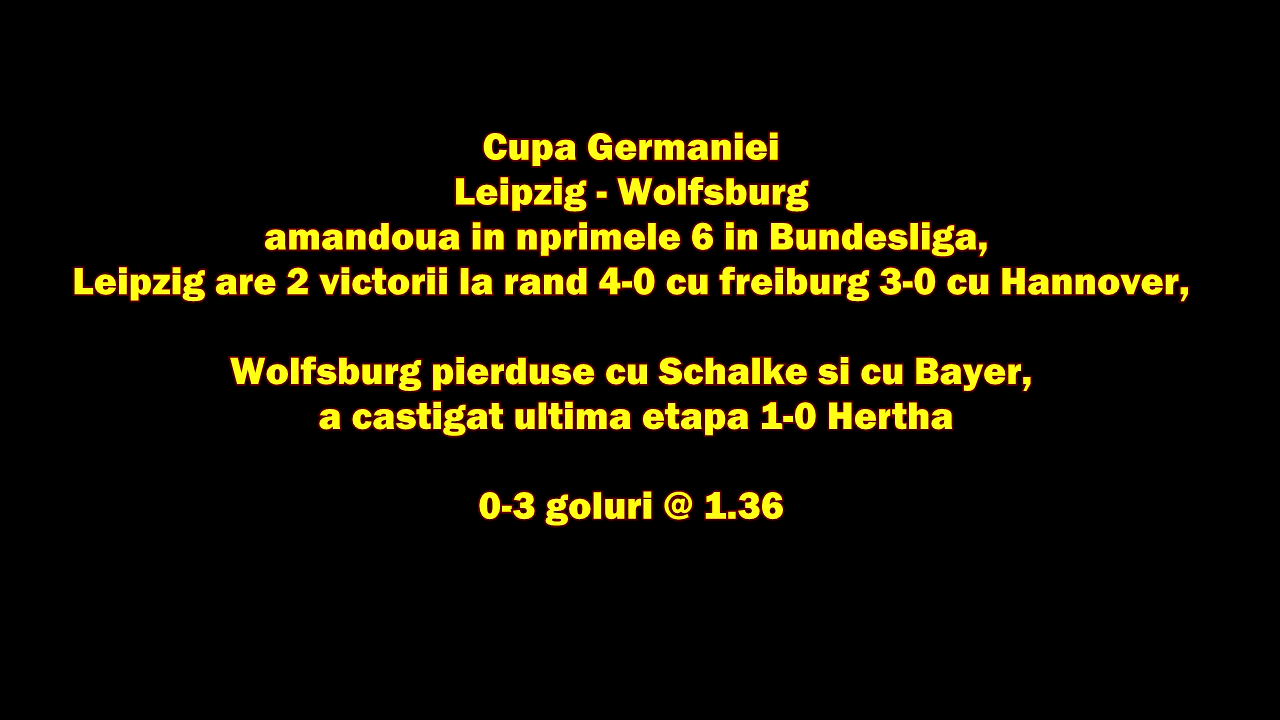 Cupa Germaniei
Leipzig - Wolfsburg
amandoua in nprimele 6 in Bundesliga,
Leipzig are 2 victorii la rand 4-0 cu freiburg 3-0 cu Hannover,
Wolfsburg pierduse cu Schalke si cu Bayer,
a castigat ultima etapa 1-0 Hertha
0-3 goluri @ 1.36